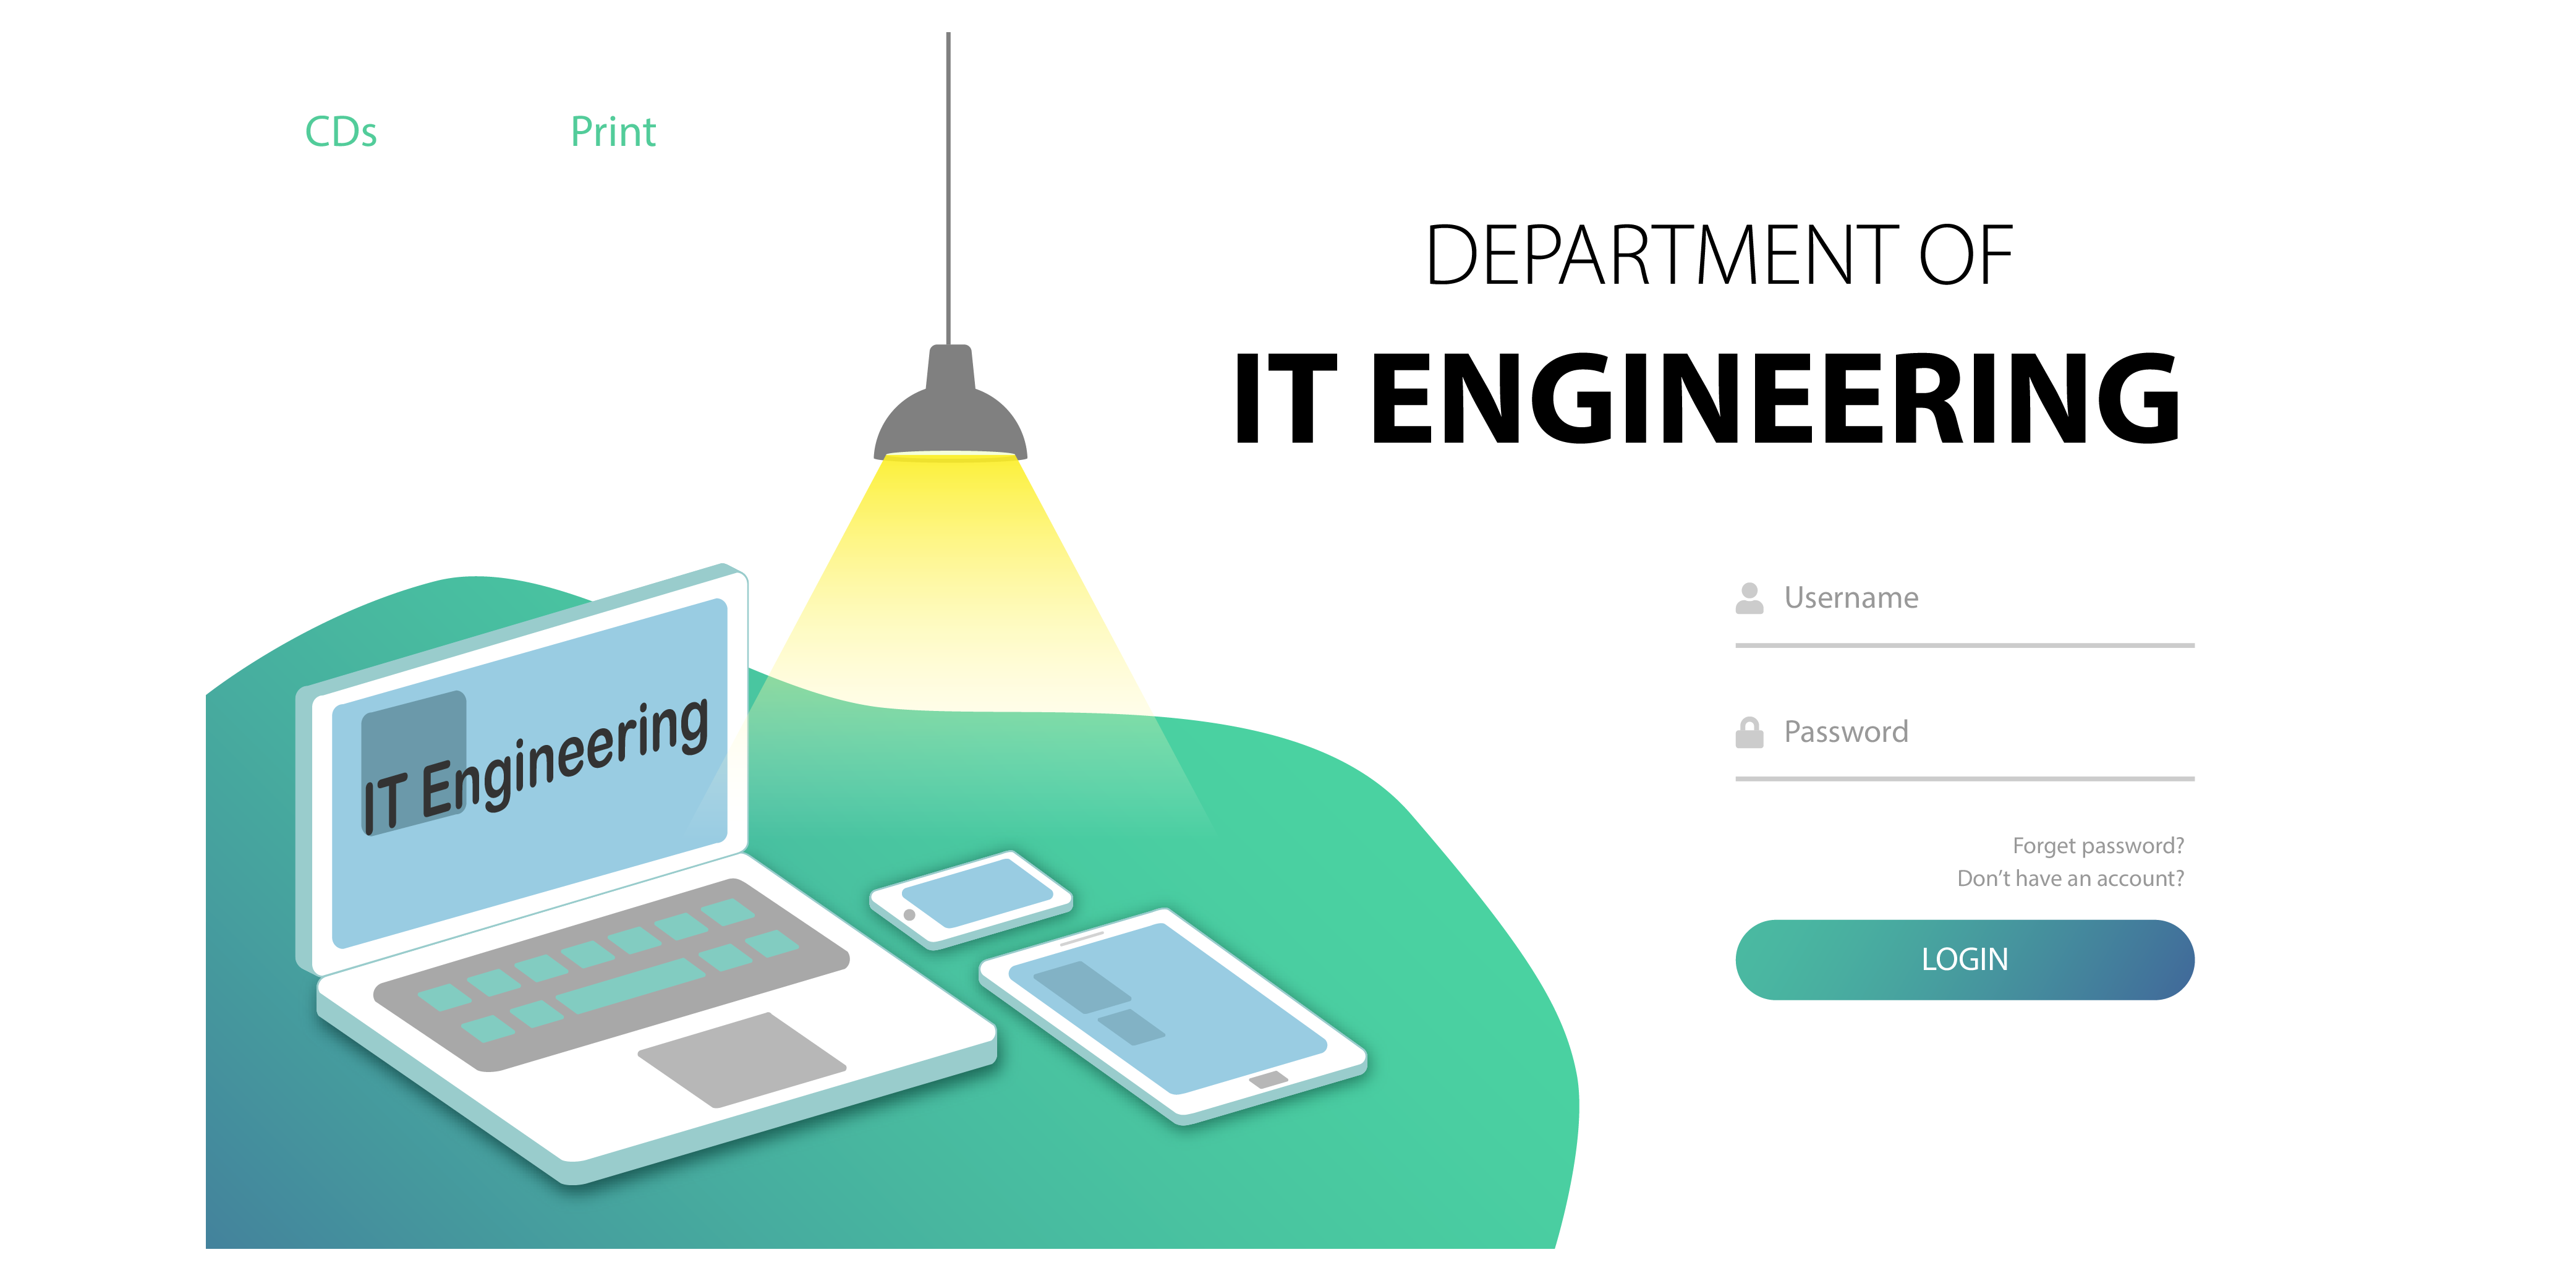 CDs Print
DEPARTMENT OF
IT ENGINEERING
IT Engineering
Username
Password
Forget password?
Don’t have an account?
LOGIN